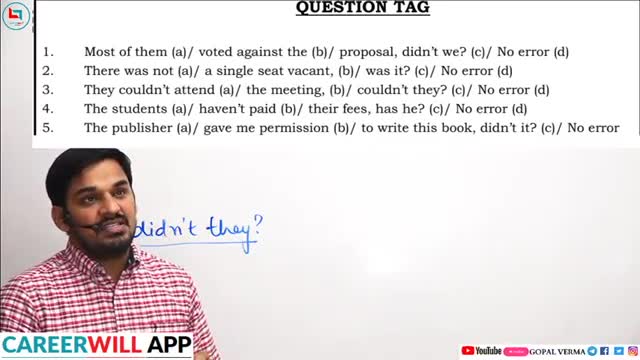 QUESTION TAG
1. Most of them (a)/ voted against the (b)/ proposal, didn't we? (c)/ No error (d)
2. There was not (a)/ a single seat vacant, (b)/ was it? (c)/ No error (d)
3. They couldn't attend (a)/ the meeting, (b)/ couldn't they? (c)/ No error (d)
4. The students (a)/ haven't paid (b)/ their fees, has he? (c)/ No error (d)
5. The publisher (a)/ gave me permission (b)/ to write this book, didn't it? (c)/ No error
didn't they?
CAREERWILL APP
YouTube GOPAL VERMA